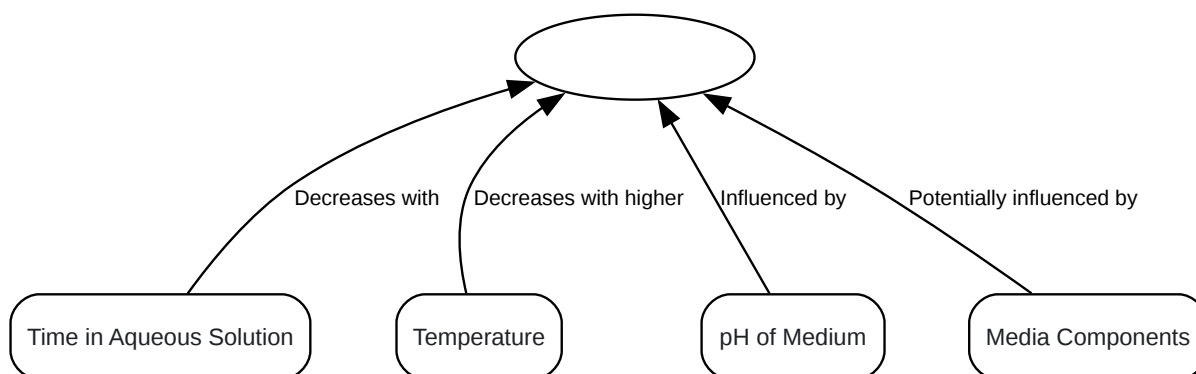 Decreases with
Decreases with higher
Influenced by
Potentially influenced by
Time in Aqueous Solution
Temperature
pH of Medium
Media Components